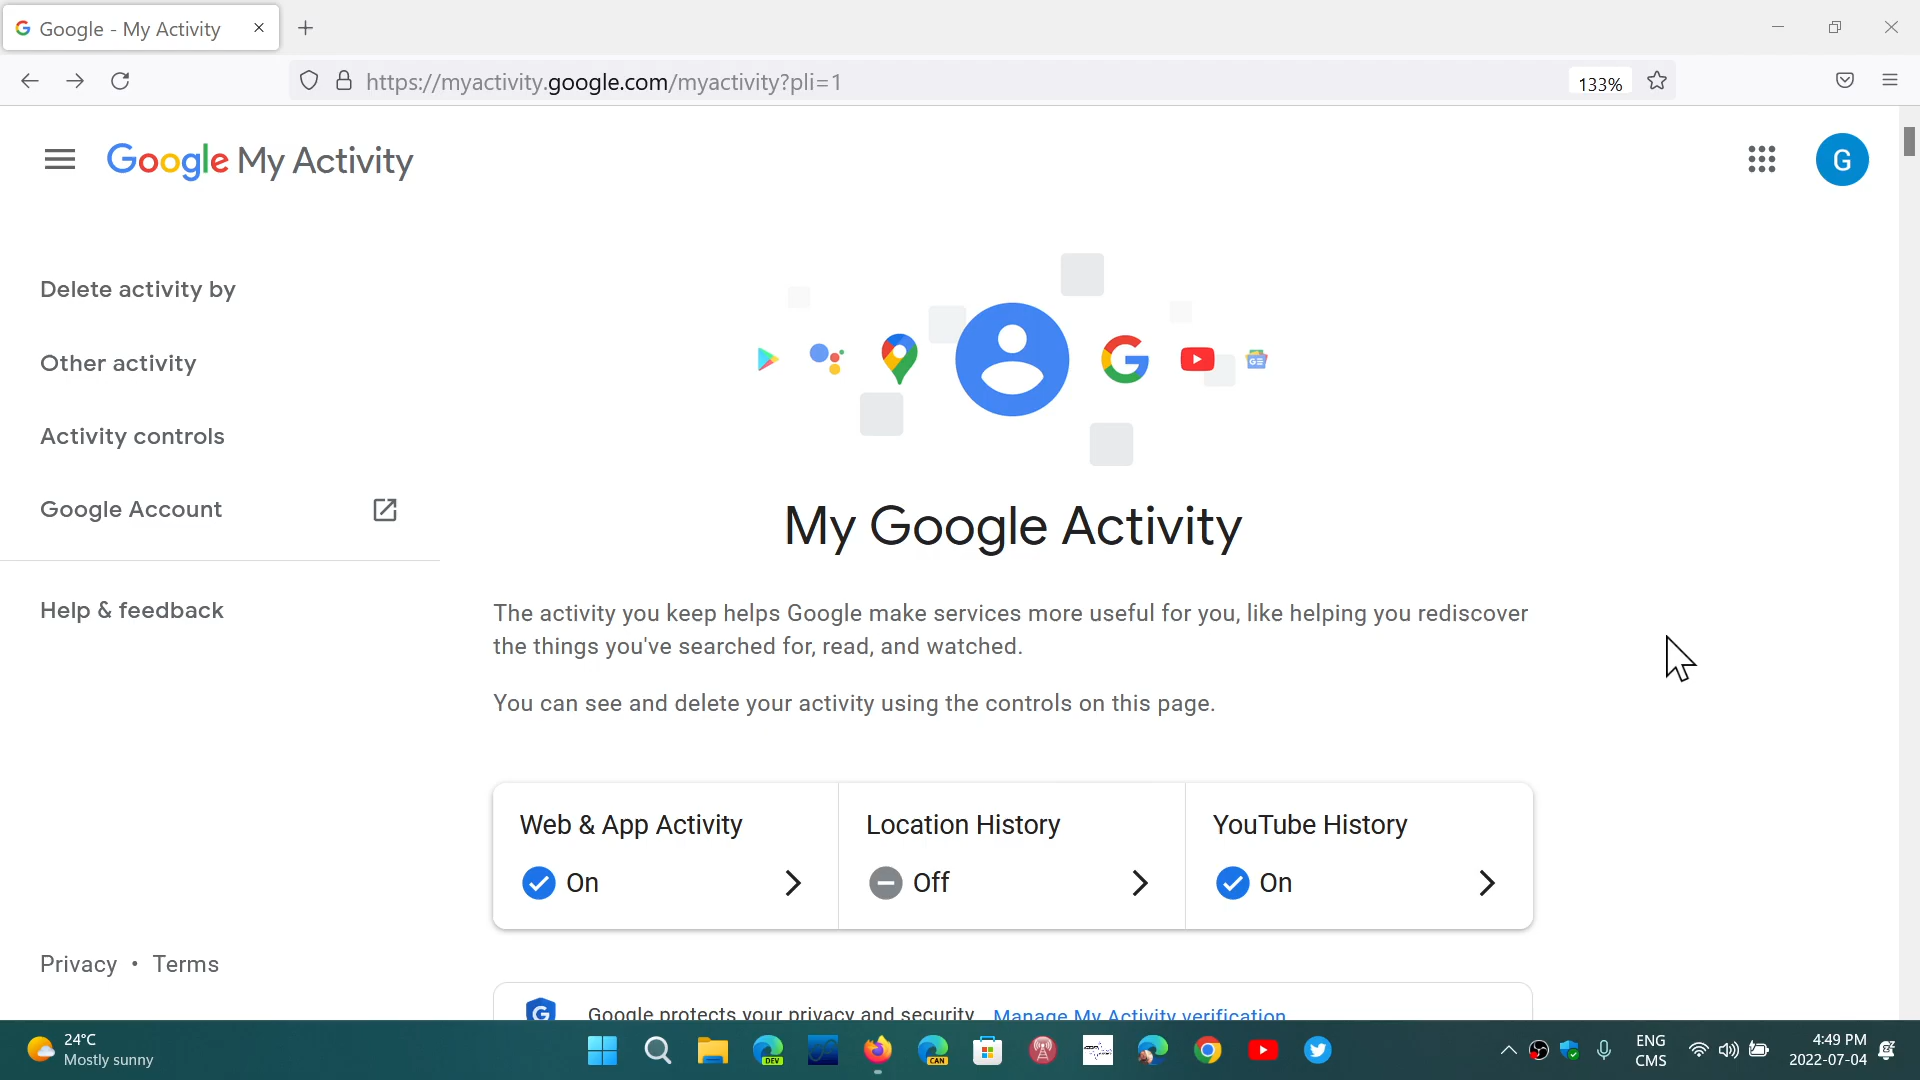 Google - My Activity
https://myactivity.google.com/myactivity?pli=1
133%
Google My Activity
G
Delete activity by
Other activity
Activity controls
Google Account
Help & feedback
My Google Activity
The activity you keep helps Google make services more useful for you, like helping you rediscover
the things you've searched for, read, and watched.
You can see and delete your activity using the controls on this page.
Web & App Activity
On
Location History
Off
YouTube History
On
Privacy • Terms
Google protects your privacy and security. Manage My Activity verification
24°C
Mostly sunny
DEV
CAN
ENG
CMS
4:49 PM
2022-07-04